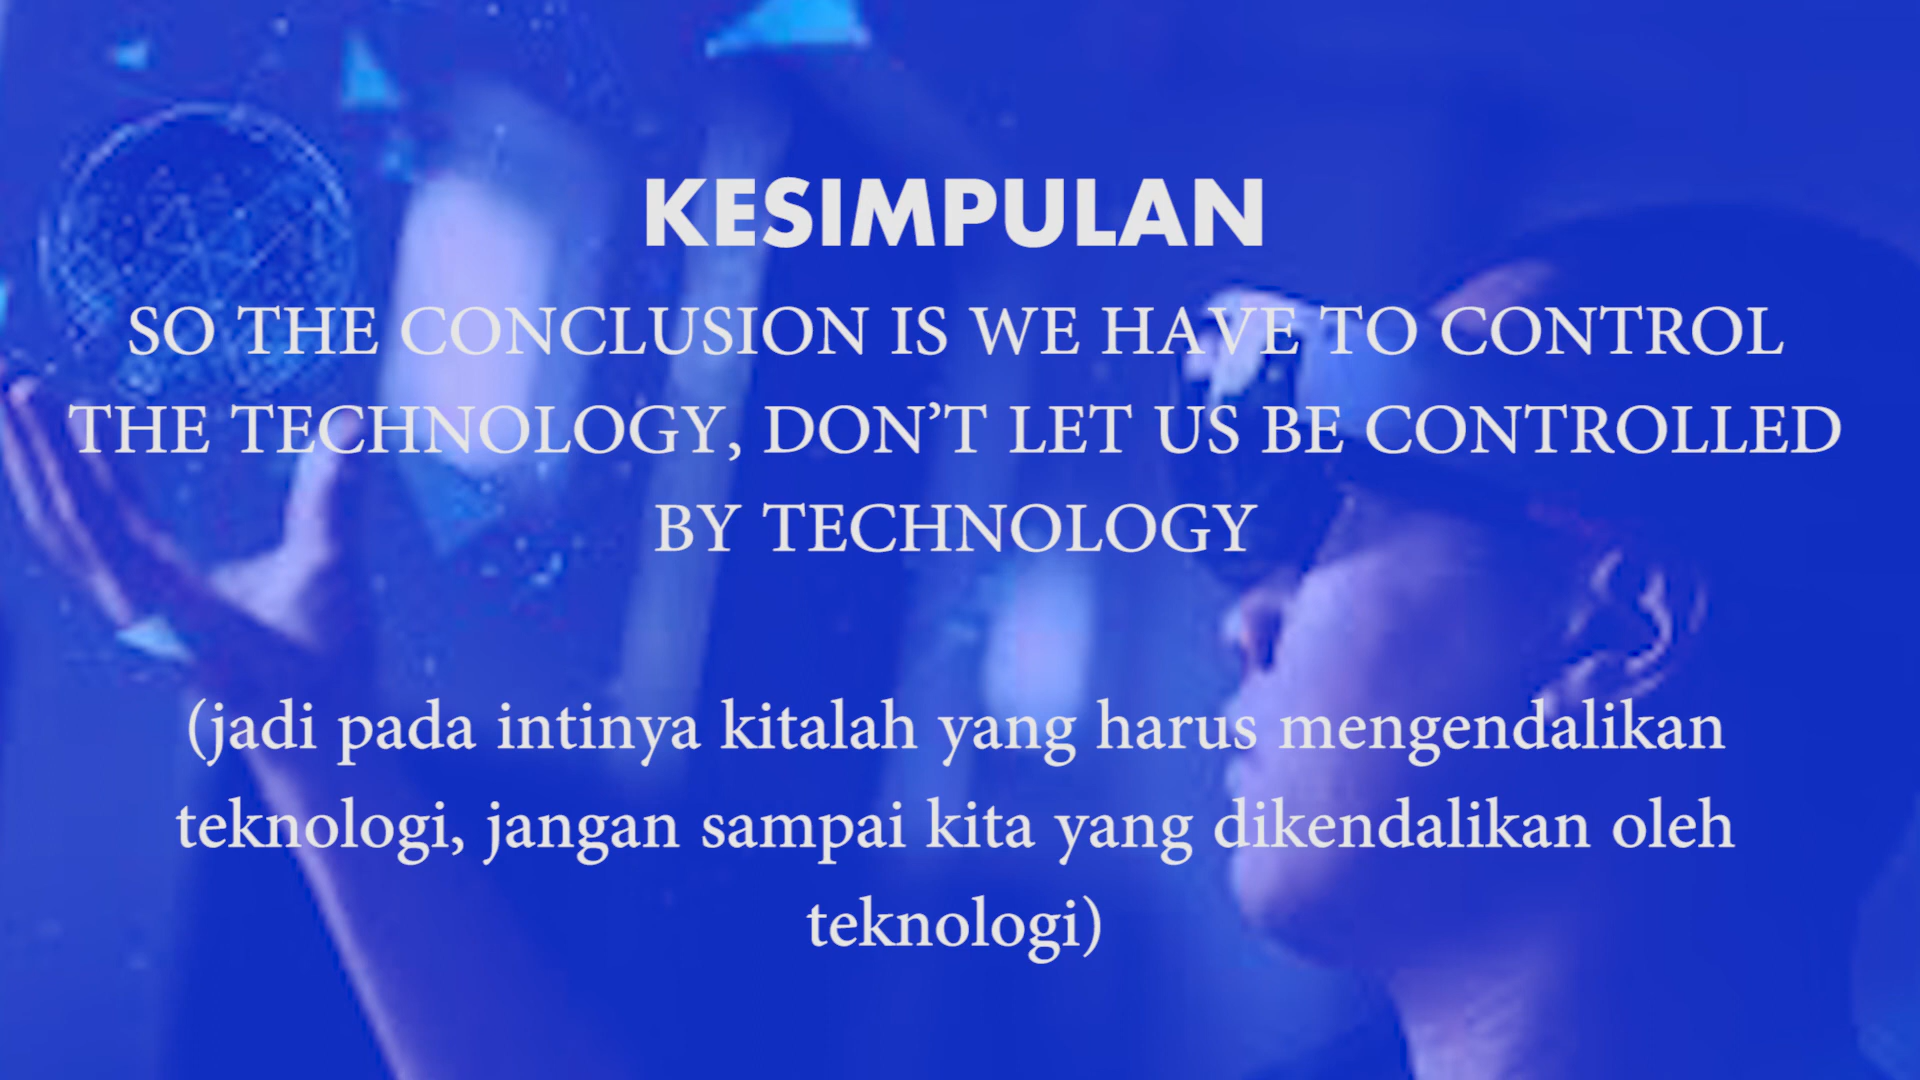 KESIMPULAN
SO THE CONCLUSION IS WE HAVE TO CONTROL
THE TECHNOLOGY, DON’T LET US BE CONTROLLED
BY TECHNOLOGY
(jadi pada intinya kitalah yang harus mengendalikan
teknologi, jangan sampai kita yang dikendalikan oleh
teknologi)